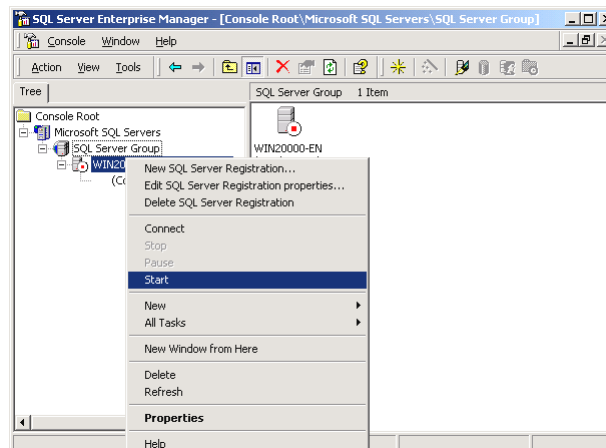 SQL Server Enterprise Manager - [Console Root\Microsoft SQL Servers\SQL Server Group]
Console Window Help
Action View Tools
Tree
SQL Server Group 1 Item
Console Root
Microsoft SQL Servers
SQL Server Group
WIN20
(Co
WIN20000-EN
New SQL Server Registration...
Edit SQL Server Registration properties...
Delete SQL Server Registration
Connect
Stop
Pause
Start
New
All Tasks
New Window from Here
Delete
Refresh
Properties
Help